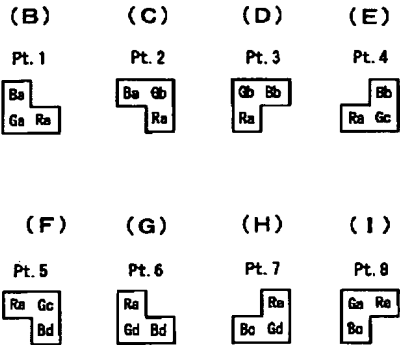 (B) (C) (D) (E)
Pt. 1 Pt. 2 Pt. 3 Pt. 4
Ba Ba Gb Gb Bb Bb
Ga Ra Ra Ra Ra Gc
(F) (G) (H) (I)
Pt. 5 Pt. 6 Pt. 7 Pt. 8
Ra Gc Ra Ra Ga Ra
Bd Gd Bd Bc Gd Bc